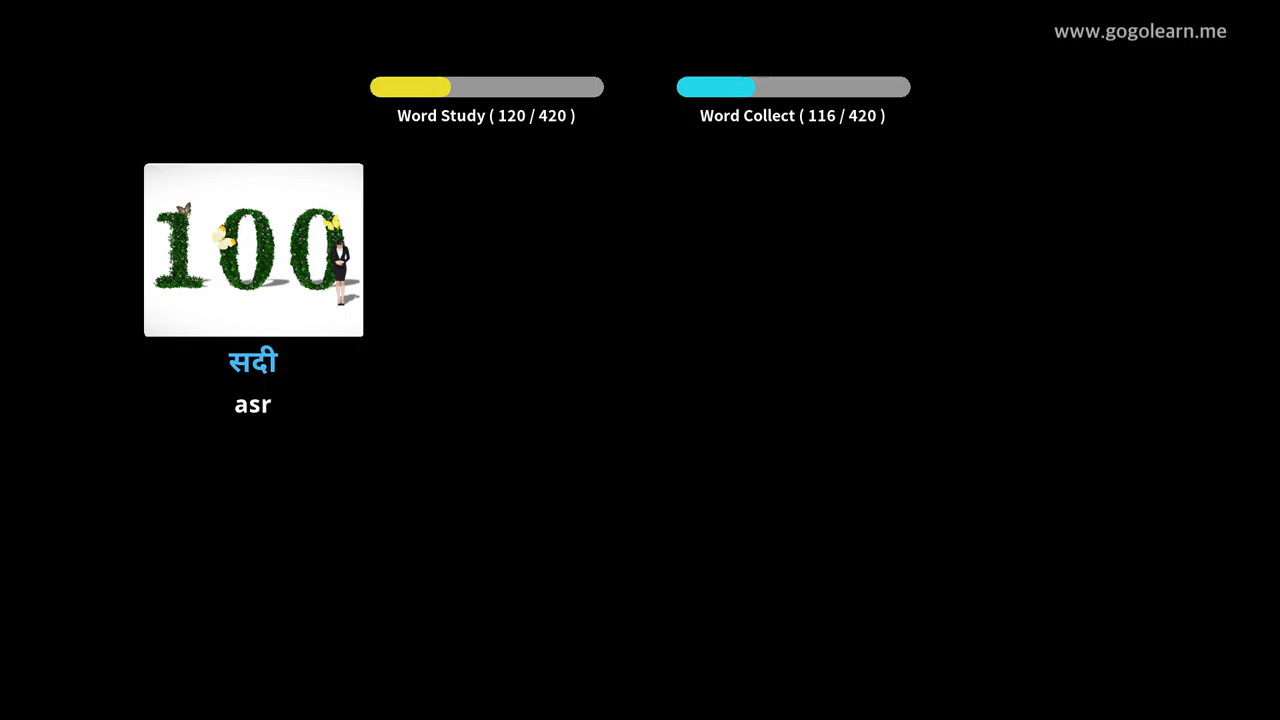 www.gogolearn.me
Word Study ( 120 / 420 )
Word Collect ( 116 / 420 )
100
सदी
asr